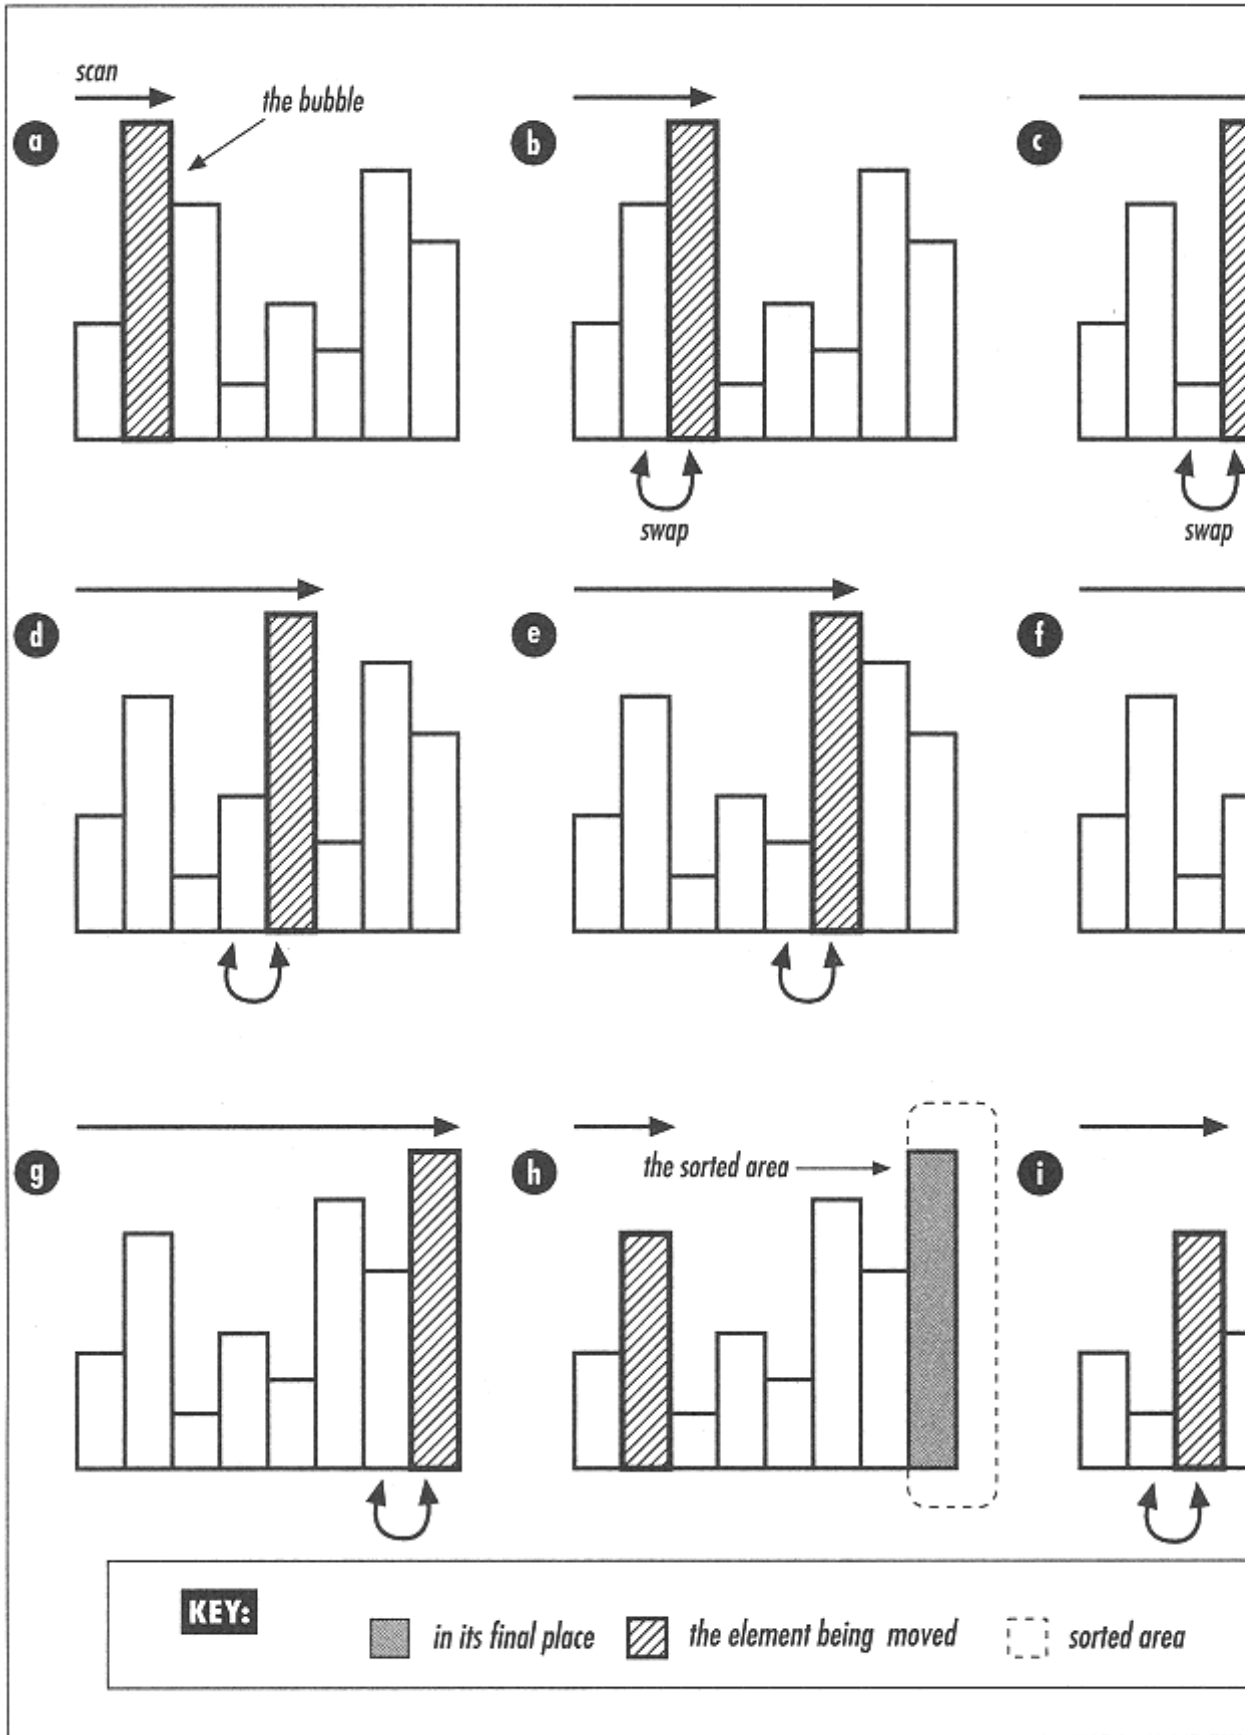 scan
the bubble
a
b
c
swap
swap
d
e
f
g
h
the sorted area
i
KEY:
in its final place
the element being moved
sorted area